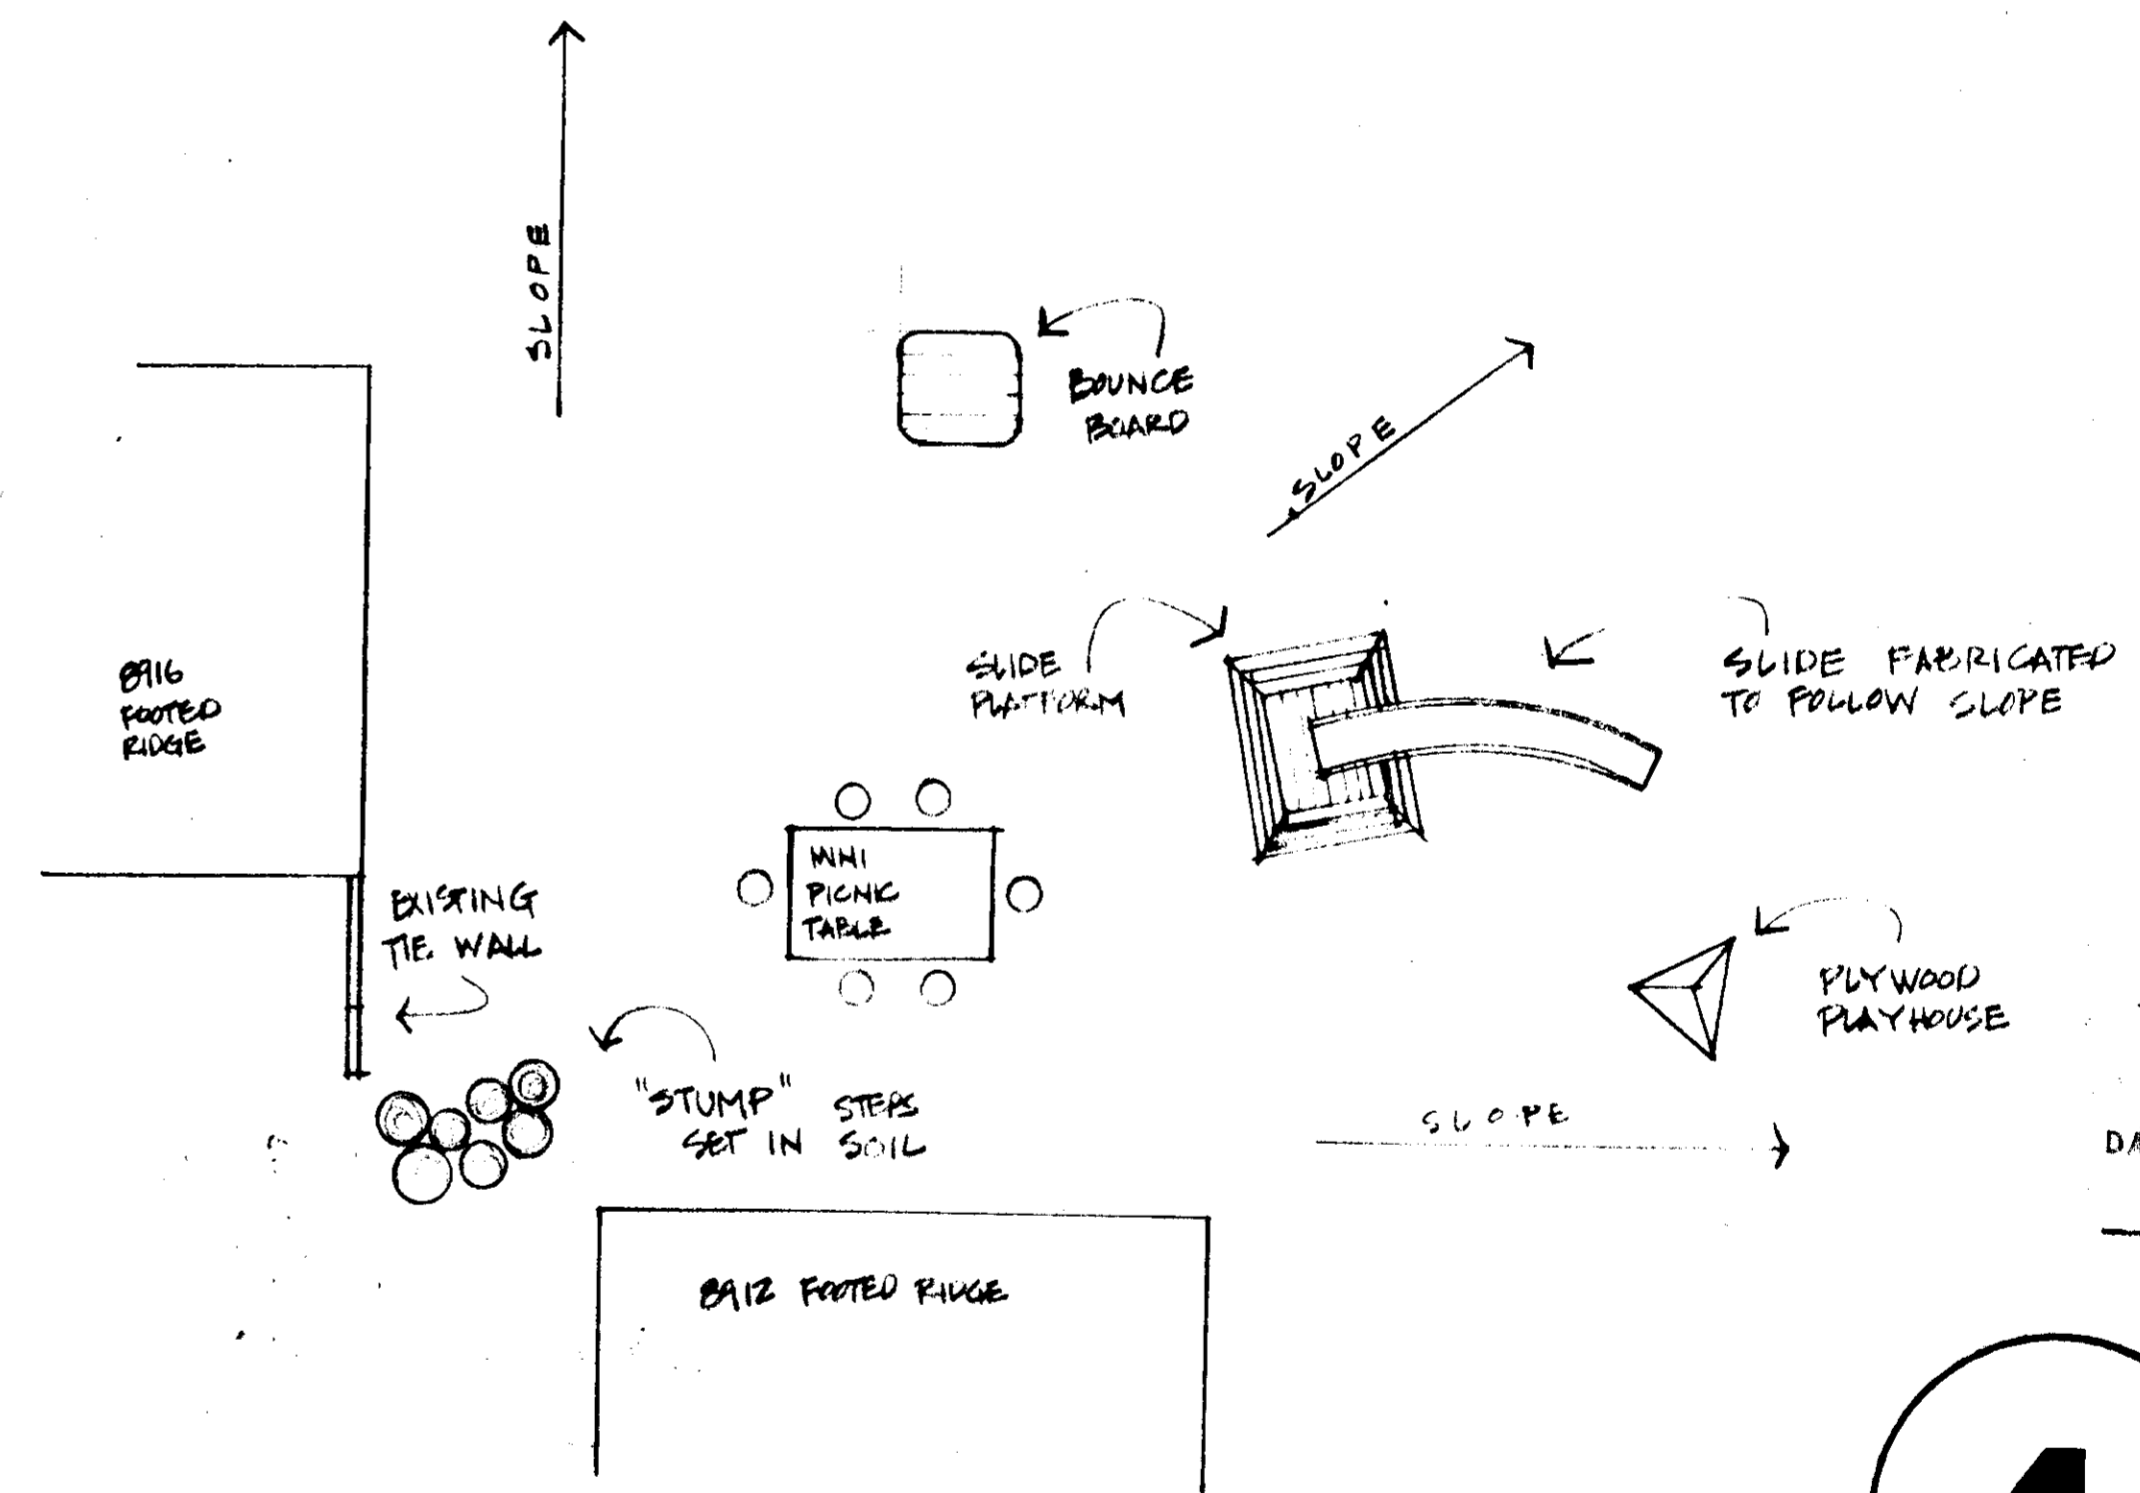 SLOPE
BOUNCE
BOARD
SLOPE
SLIDE
PLATFORM
SLIDE FABRICATED
TO FOLLOW SLOPE
8916
FOOTED
RIDGE
MINI
PICNIC
TABLE
EXISTING
TIE WALL
PLYWOOD
PLAYHOUSE
"STUMP" STEPS
SET IN SOIL
SLOPE
8912 FOOTED RIDGE